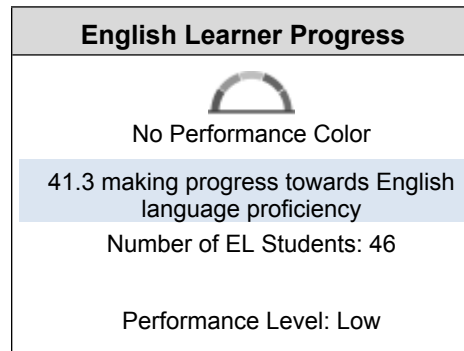 English Learner Progress
No Performance Color
41.3 making progress towards English
language proficiency
Number of EL Students: 46
Performance Level: Low